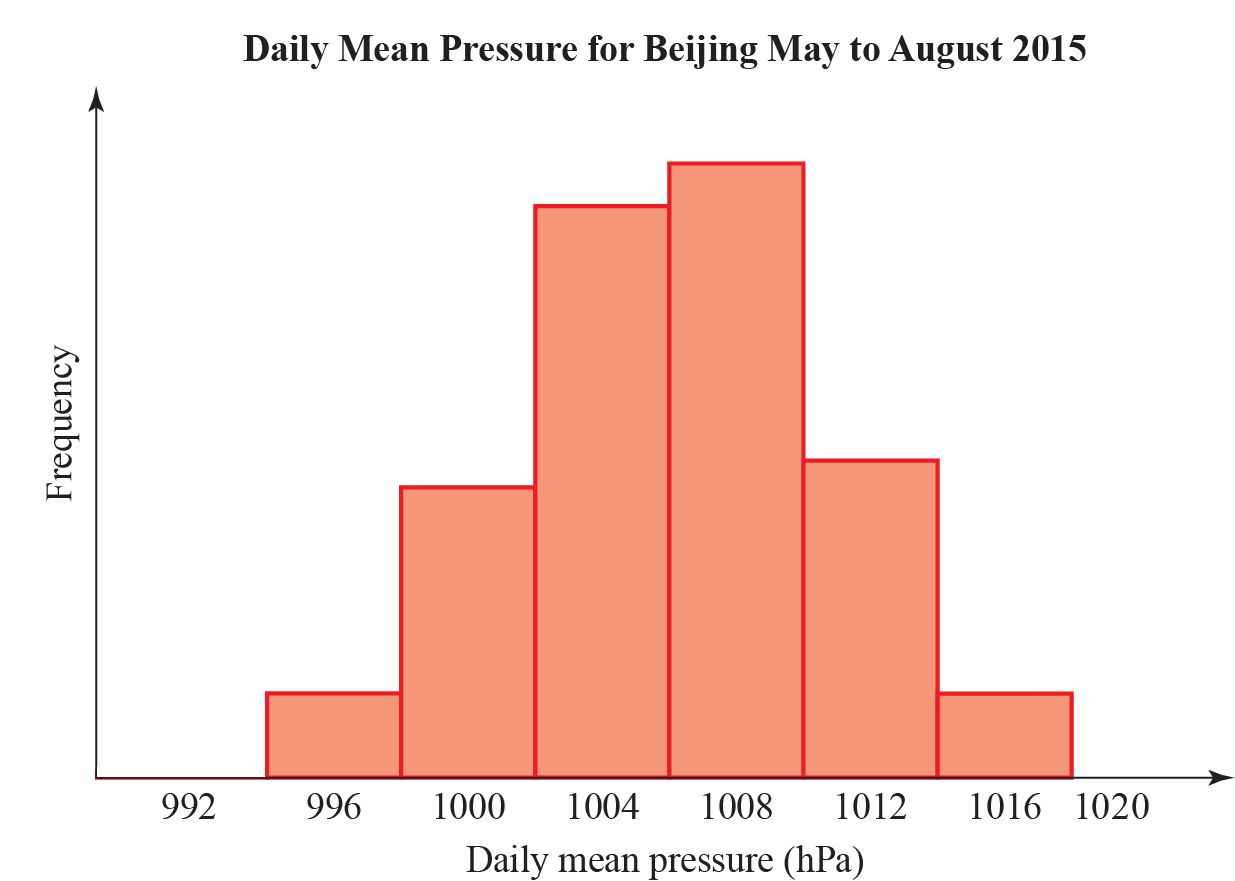 Daily Mean Pressure for Beijing May to August 2015
Frequency
992 996 1000 1004 1008 1012 1016 1020
Daily mean pressure (hPa)